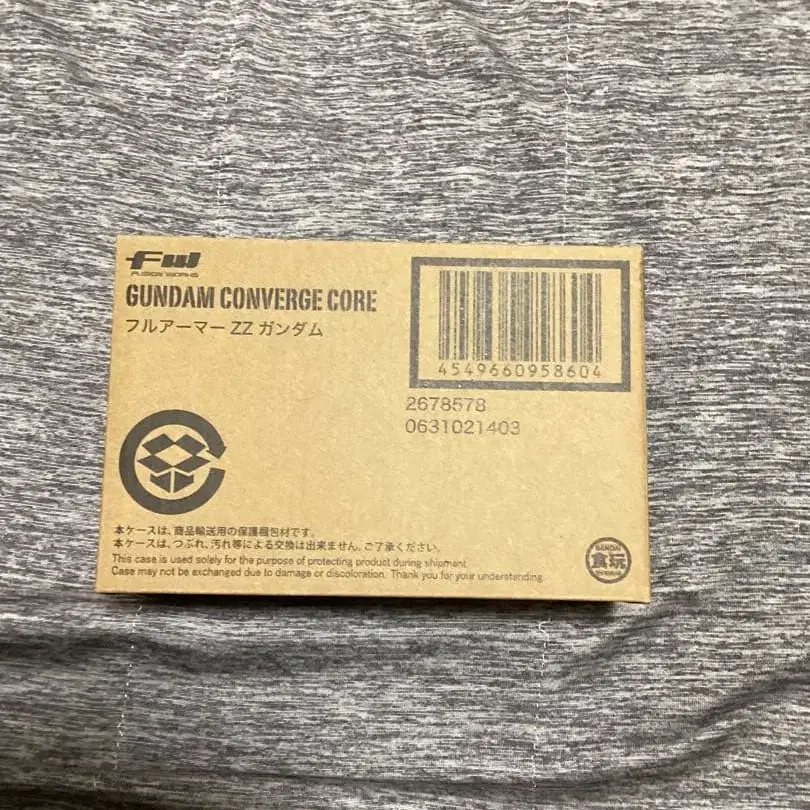 FW
FUSION WORKS
GUNDAM CONVERGE CORE
フルアーマー ZZ ガンダム
4549660958604
2678578
0631021403
本ケースは、商品輸送用の保護梱包材です。
本ケースは、つぶれ、汚れ等による交換は出来ません。ご了承ください。
This case is used solely for the purpose of protecting product during shipment.
Case may not be exchanged due to damage or discoloration. Thank you for your understanding.
BANDAI
食玩